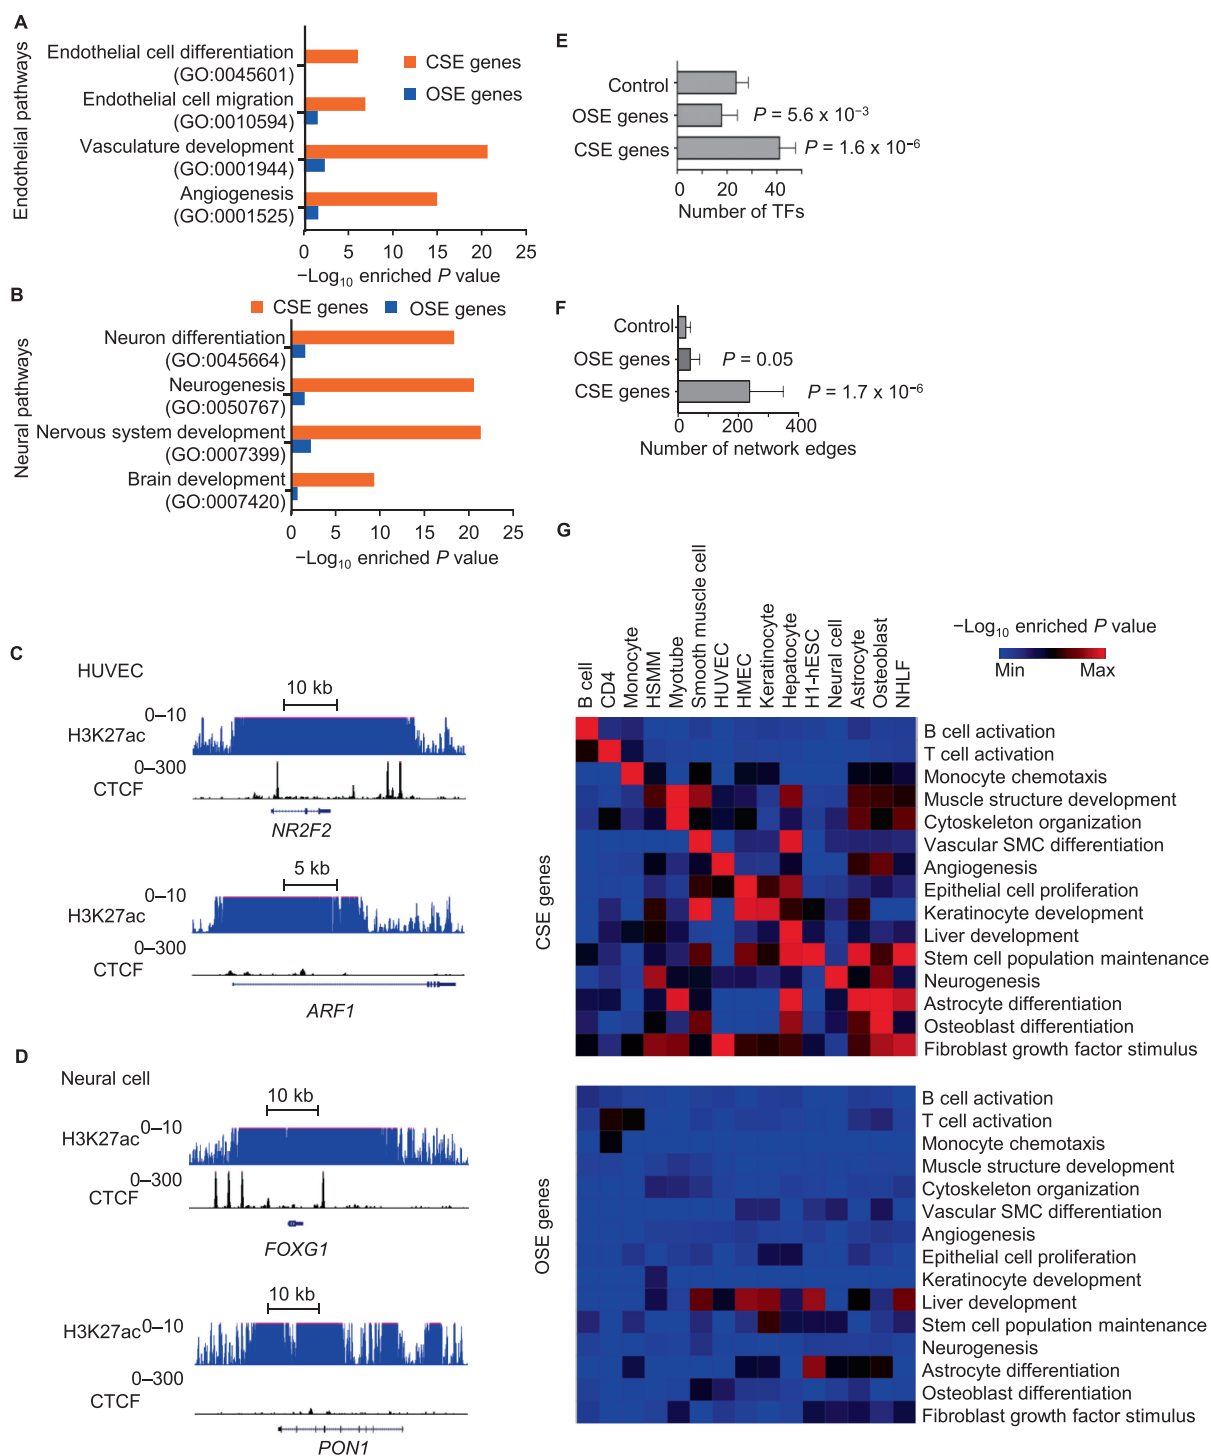 A
Endothelial pathways
Endothelial cell differentiation
(GO:0045601)
Endothelial cell migration
(GO:0010594)
Vasculature development
(GO:0001944)
Angiogenesis
(GO:0001525)
CSE genes
OSE genes
0 5 10 15 20 25
−Log₁₀ enriched P value
B
CSE genes OSE genes
Neural pathways
Neuron differentiation
(GO:0045664)
Neurogenesis
(GO:0050767)
Nervous system development
(GO:0007399)
Brain development
(GO:0007420)
0 5 10 15 20 25
−Log₁₀ enriched P value
C
HUVEC
10 kb
0–10
H3K27ac
0–300
CTCF
NR2F2
5 kb
0–10
H3K27ac
0–300
CTCF
ARF1
D
Neural cell
10 kb
0–10
H3K27ac
0–300
CTCF
FOXG1
10 kb
0–10
H3K27ac
0–300
CTCF
PON1
E
Control
OSE genes P = 5.6 x 10⁻³
CSE genes P = 1.6 x 10⁻⁶
0 20 40
Number of TFs
F
Control
OSE genes P = 0.05
CSE genes P = 1.7 x 10⁻⁶
0 200 400
Number of network edges
G
B cell
CD4
Monocyte
HSMM
Myotube
Smooth muscle cell
HUVEC
HMEC
Keratinocyte
Hepatocyte
H1-hESC
Neural cell
Astrocyte
Osteoblast
NHLF
−Log₁₀ enriched P value
Min Max
CSE genes
B cell activation
T cell activation
Monocyte chemotaxis
Muscle structure development
Cytoskeleton organization
Vascular SMC differentiation
Angiogenesis
Epithelial cell proliferation
Keratinocyte development
Liver development
Stem cell population maintenance
Neurogenesis
Astrocyte differentiation
Osteoblast differentiation
Fibroblast growth factor stimulus
OSE genes
B cell activation
T cell activation
Monocyte chemotaxis
Muscle structure development
Cytoskeleton organization
Vascular SMC differentiation
Angiogenesis
Epithelial cell proliferation
Keratinocyte development
Liver development
Stem cell population maintenance
Neurogenesis
Astrocyte differentiation
Osteoblast differentiation
Fibroblast growth factor stimulus